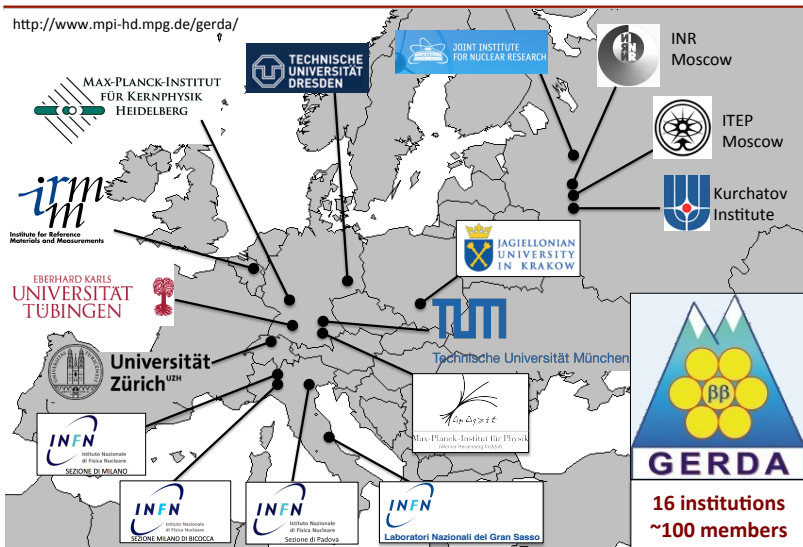 http://www.mpi-hd.mpg.de/gerda/
MAX-PLANCK-INSTITUT
FÜR KERNPHYSIK
HEIDELBERG
TECHNISCHE
UNIVERSITÄT
DRESDEN
JOINT INSTITUTE
FOR NUCLEAR RESEARCH
INR
Moscow
ITEP
Moscow
Kurchatov
Institute
irmm
Institute for Reference
Materials and Measurements
JAGIELLONIAN
UNIVERSITY
IN KRAKOW
EBERHARD KARLS
UNIVERSITÄT
TÜBINGEN
TUM
Technische Universität München
Universität
Zürich UZH
Max-Planck-Institut für Physik
(Werner-Heisenberg-Institut)
INFN
Istituto Nazionale
di Fisica Nucleare
SEZIONE DI MILANO
INFN
Istituto Nazionale
di Fisica Nucleare
SEZIONE MILANO DI BICOCCA
INFN
Istituto Nazionale
di Fisica Nucleare
Sezione di Padova
INFN
Istituto Nazionale
di Fisica Nucleare
Laboratori Nazionali del Gran Sasso
ββ
GERDA
16 institutions
~100 members